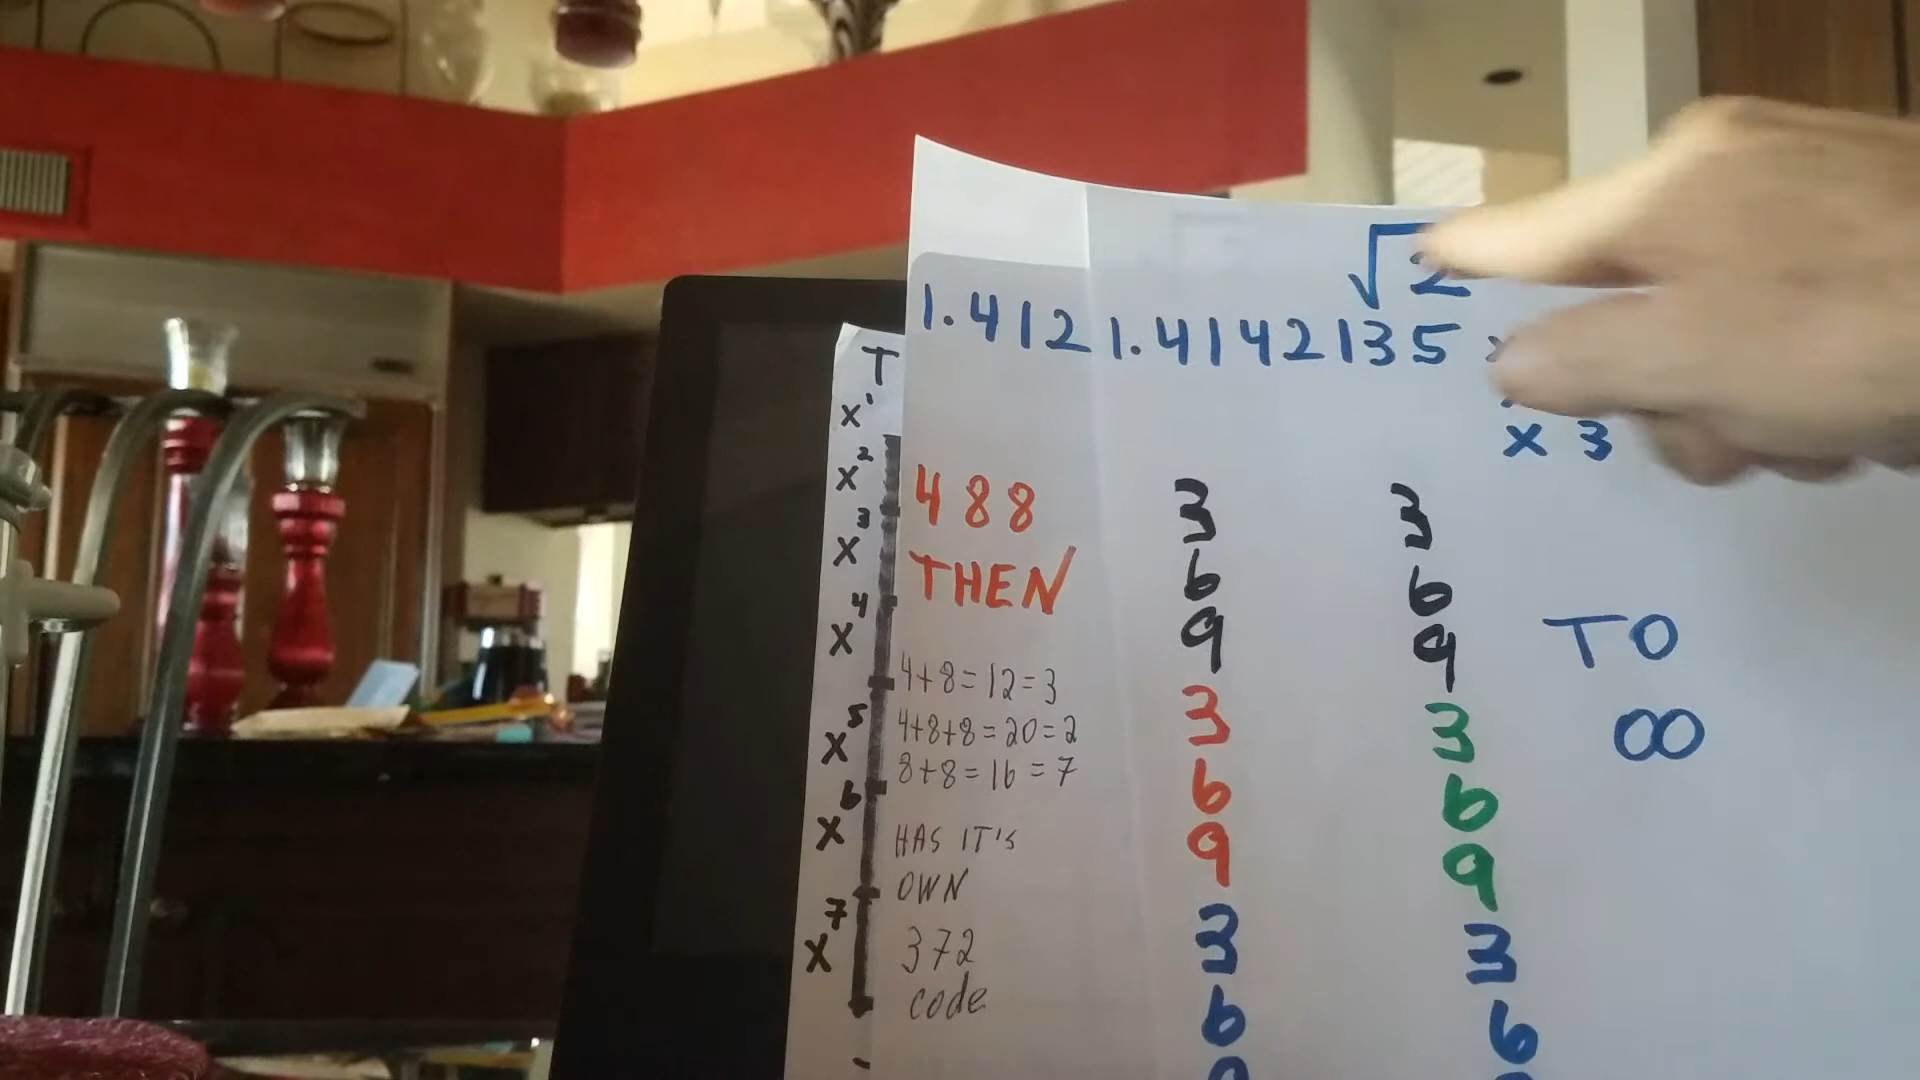 √2
1.412 1.4142135 x
x 3
T
x¹
x²
x³
x⁴
x⁵
x⁶
x⁷
488
THEN
4+8=12=3
4+8+8=20=2
8+8=16=7
HAS IT'S
OWN
372
code
3 3
6 6
9 9
3 3
6 6
9 9
3 3
6 6
TO
∞